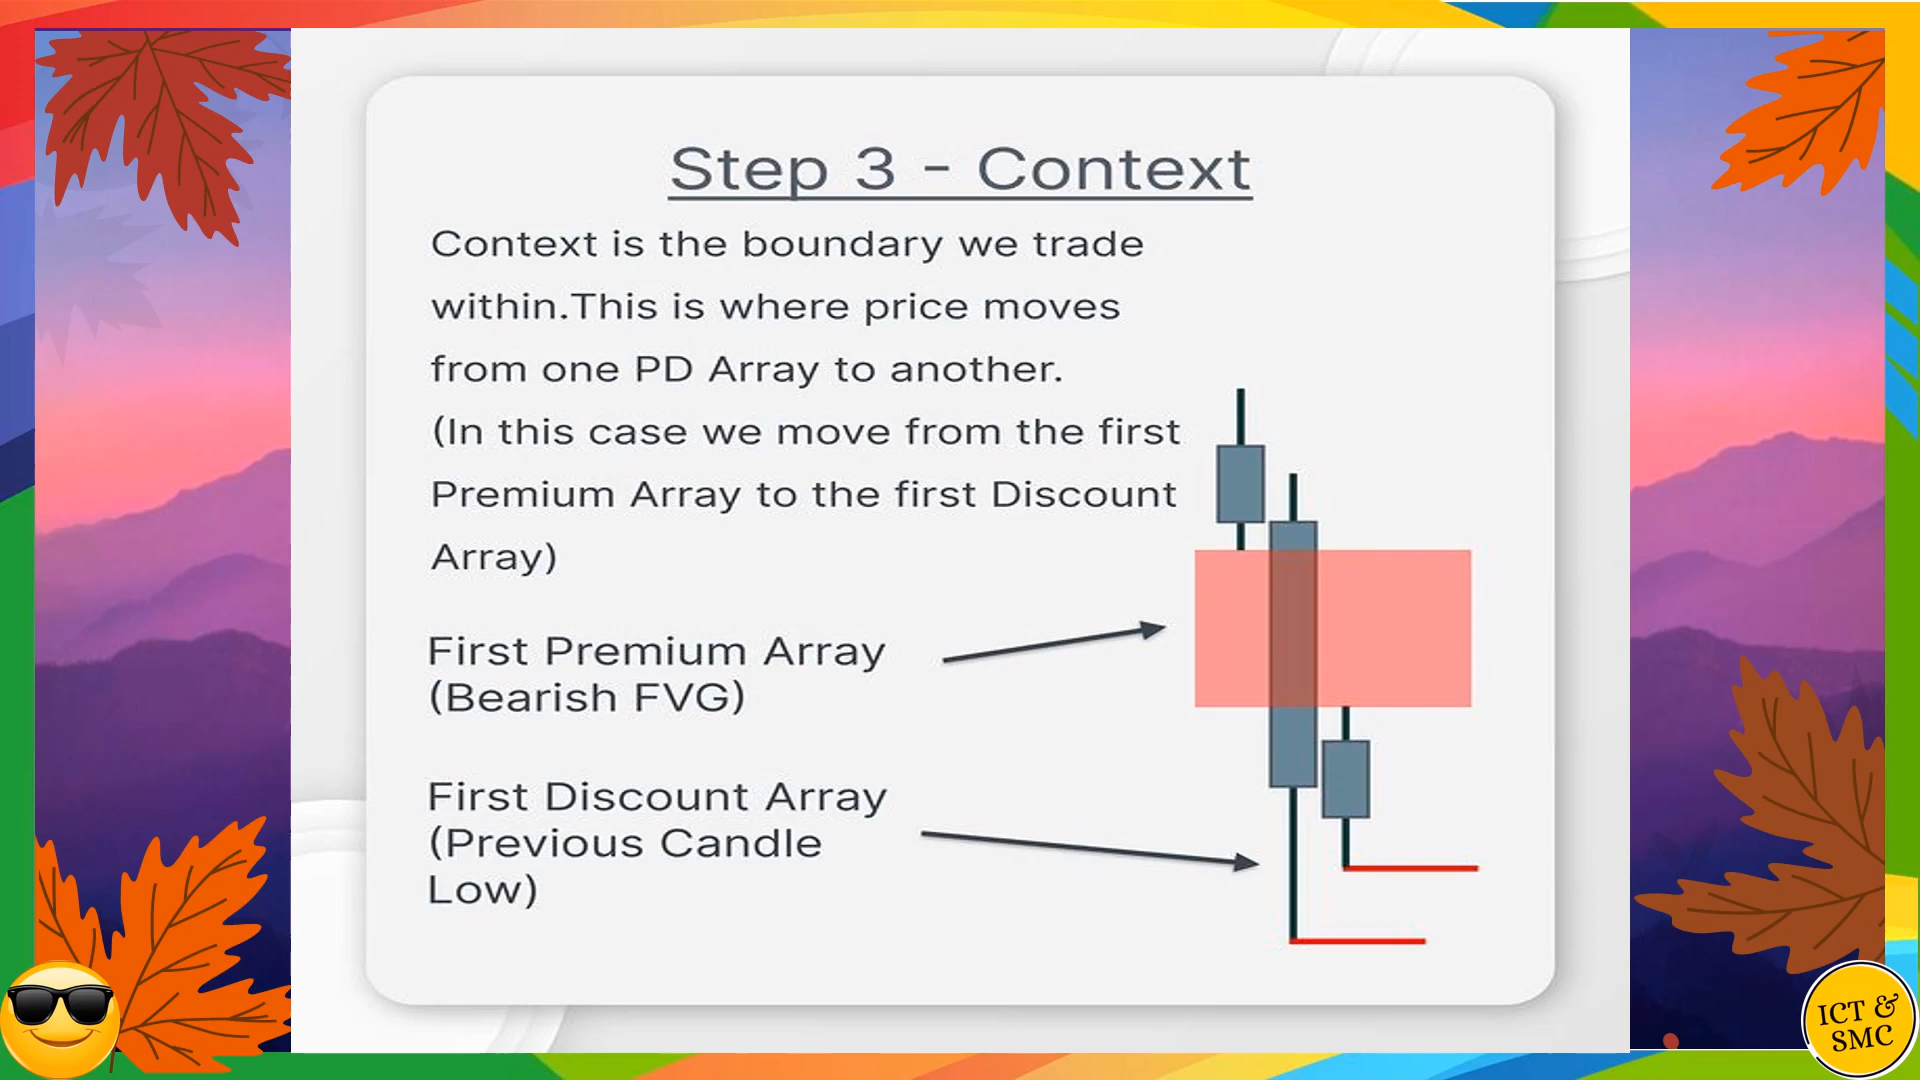 Step 3 - Context
Context is the boundary we trade
within.This is where price moves
from one PD Array to another.
(In this case we move from the first
Premium Array to the first Discount
Array)
First Premium Array
(Bearish FVG)
First Discount Array
(Previous Candle
Low)
ICT &
SMC